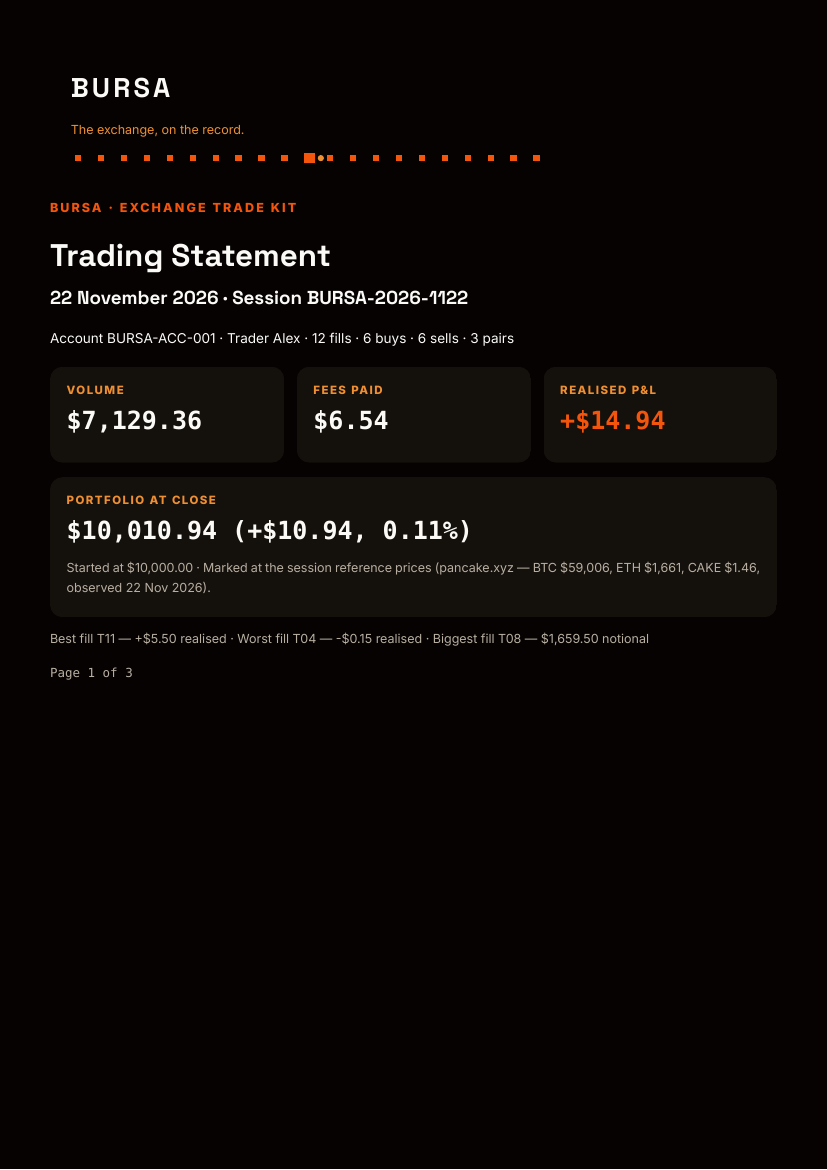 BURSA
The exchange, on the record.
BURSA · EXCHANGE TRADE KIT
Trading Statement
22 November 2026 · Session BURSA-2026-1122
Account BURSA-ACC-001 · Trader Alex · 12 fills · 6 buys · 6 sells · 3 pairs
VOLUME
$7,129.36
FEES PAID
$6.54
REALISED P&L
+$14.94
PORTFOLIO AT CLOSE
$10,010.94 (+$10.94, 0.11%)
Started at $10,000.00 · Marked at the session reference prices (pancake.xyz — BTC $59,006, ETH $1,661, CAKE $1.46,
observed 22 Nov 2026).
Best fill T11 — +$5.50 realised · Worst fill T04 — -$0.15 realised · Biggest fill T08 — $1,659.50 notional
Page 1 of 3